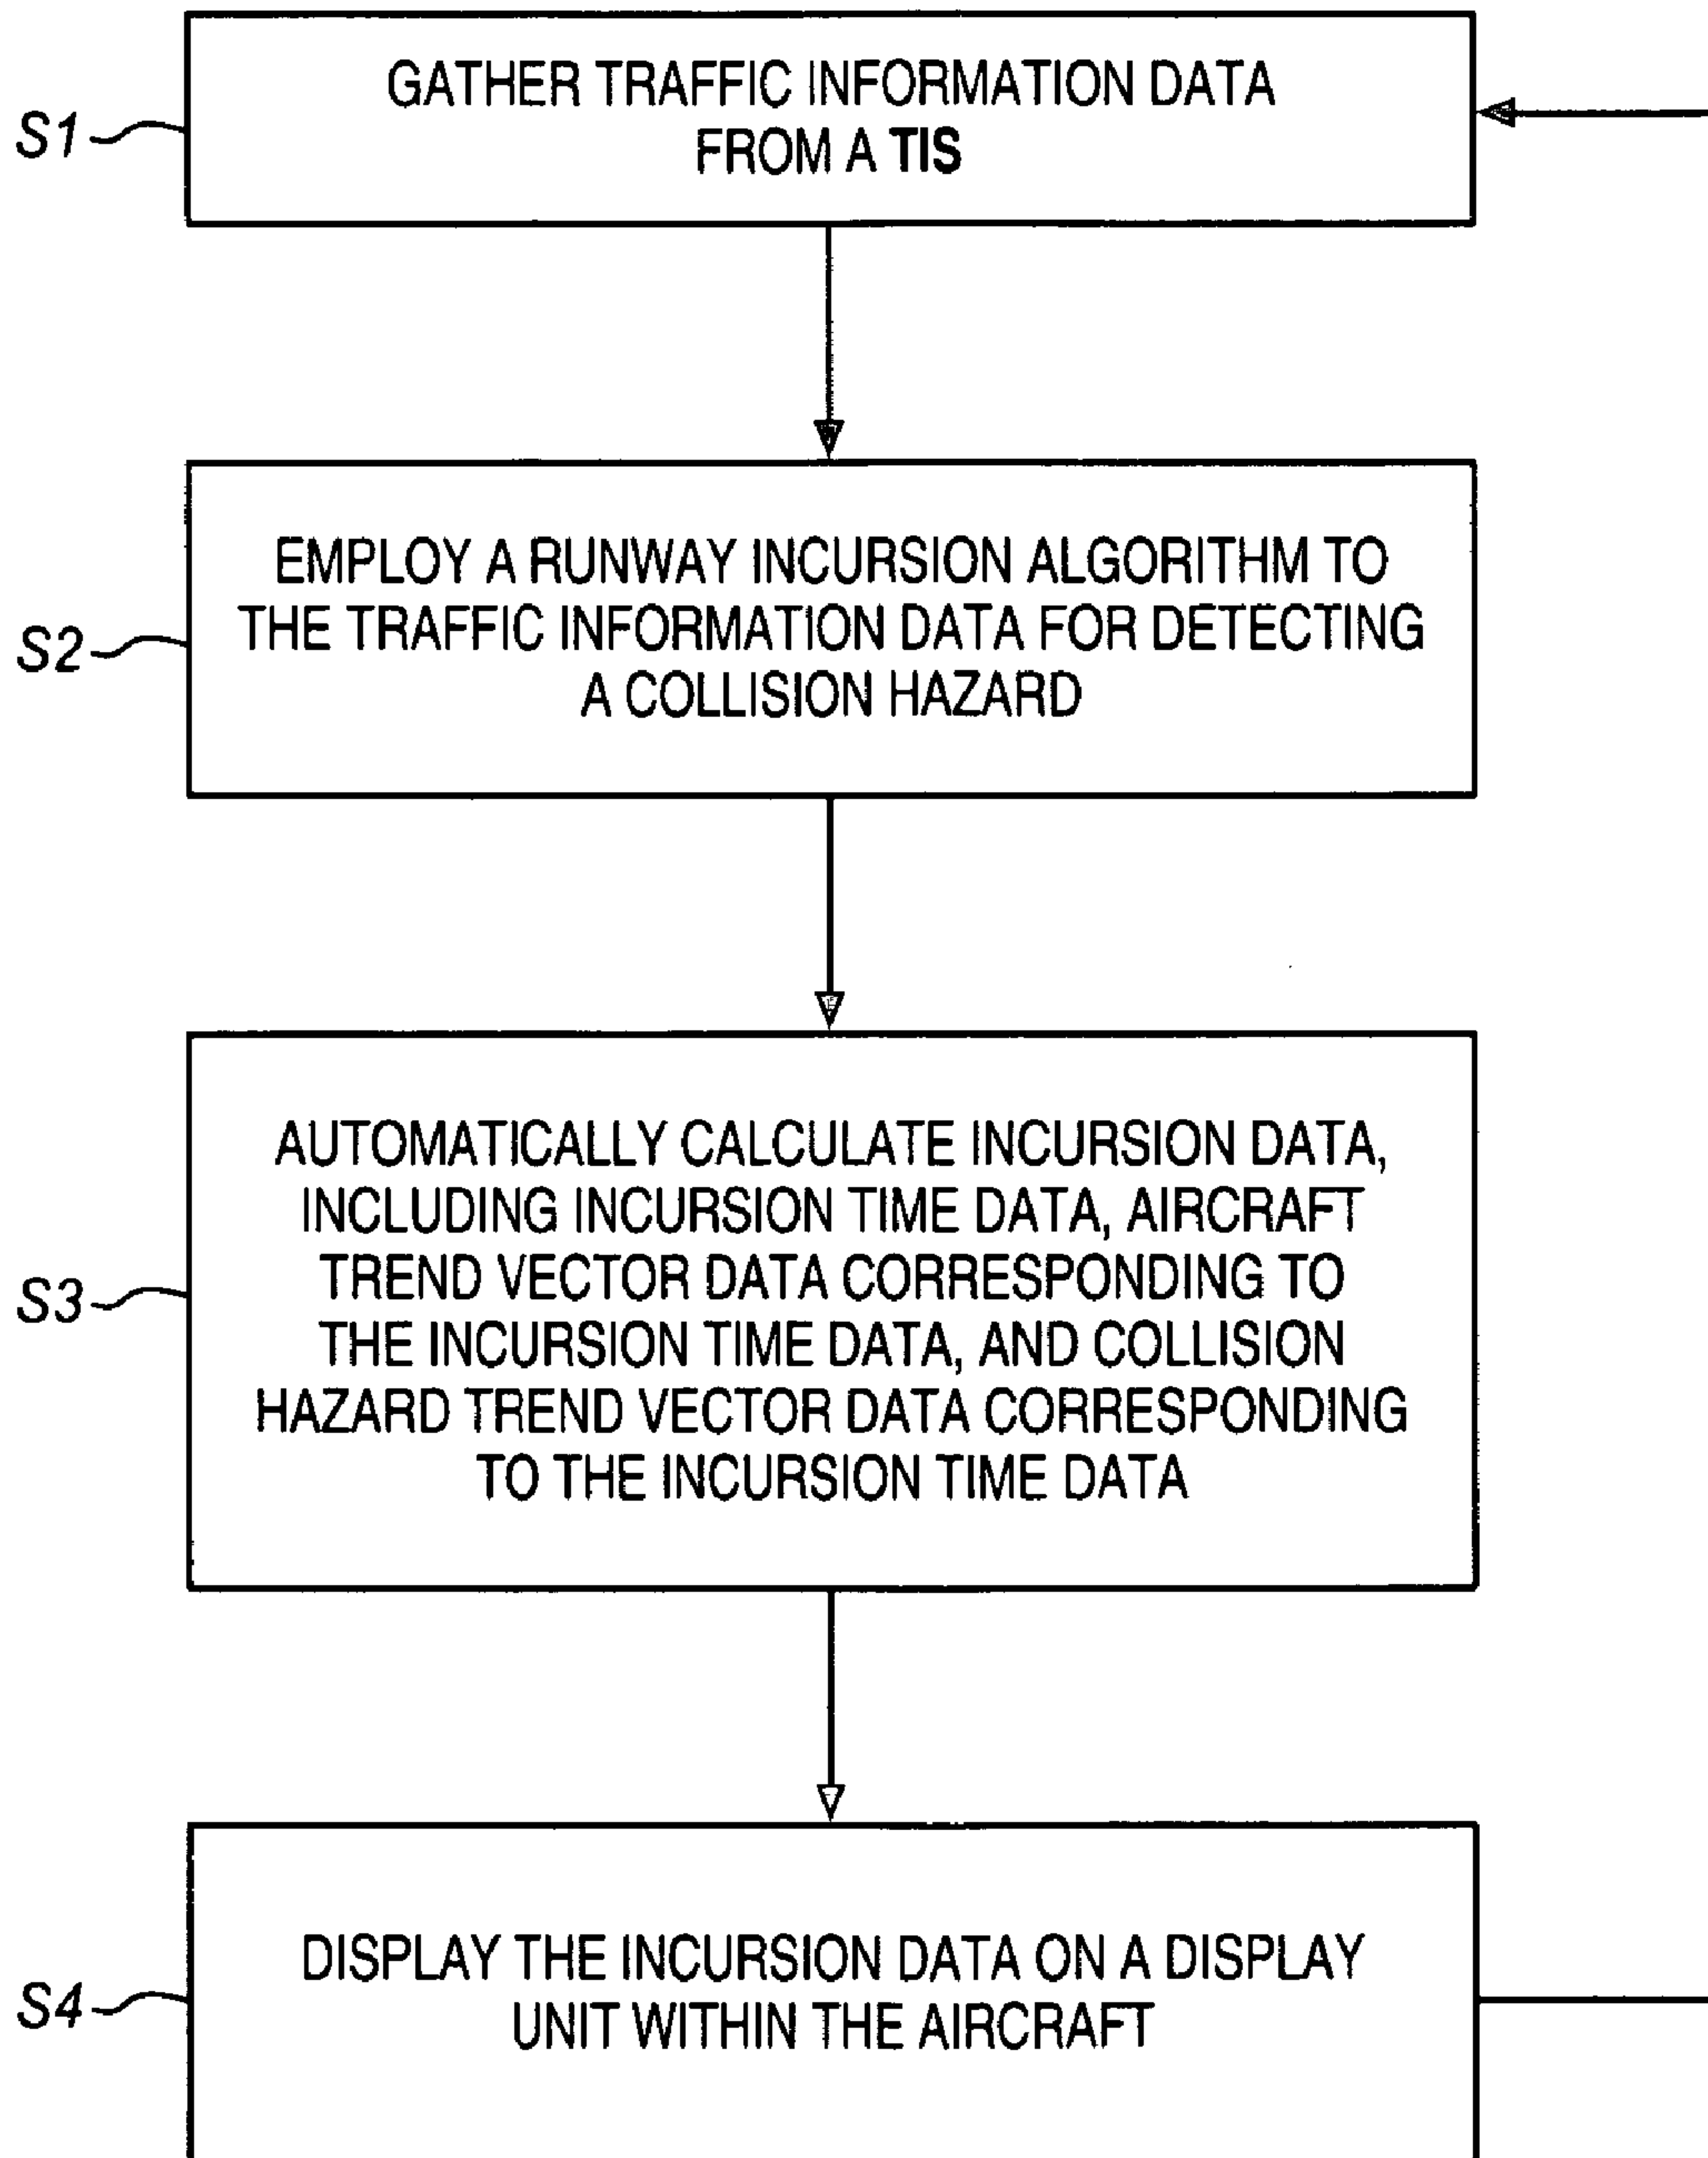 S1
GATHER TRAFFIC INFORMATION DATA
FROM A TIS
S2
EMPLOY A RUNWAY INCURSION ALGORITHM TO
THE TRAFFIC INFORMATION DATA FOR DETECTING
A COLLISION HAZARD
S3
AUTOMATICALLY CALCULATE INCURSION DATA,
INCLUDING INCURSION TIME DATA, AIRCRAFT
TREND VECTOR DATA CORRESPONDING TO
THE INCURSION TIME DATA, AND COLLISION
HAZARD TREND VECTOR DATA CORRESPONDING
TO THE INCURSION TIME DATA
S4
DISPLAY THE INCURSION DATA ON A DISPLAY
UNIT WITHIN THE AIRCRAFT